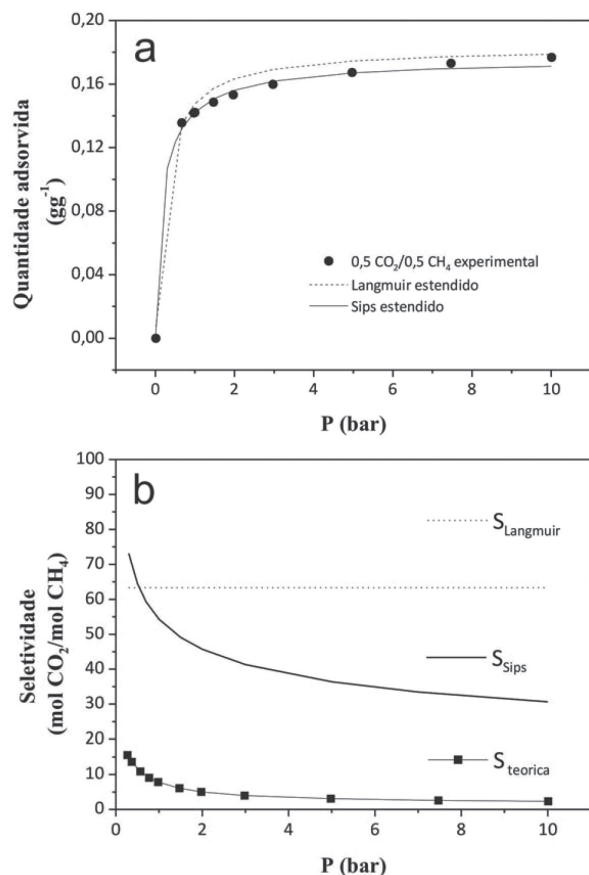 a
0,20
0,16
0,12
0,08
0,04
0,00
Quantidade adsorvida
(gg⁻¹)
0,5 CO₂/0,5 CH₄ experimental
Langmuir estendido
Sips estendido
0 2 4 6 8 10
P (bar)
b
100
90
80
70
60
50
40
30
20
10
0
Seletividade
(mol CO₂/mol CH₄)
S_Langmuir
S_Sips
S_teorica
0 2 4 6 8 10
P (bar)